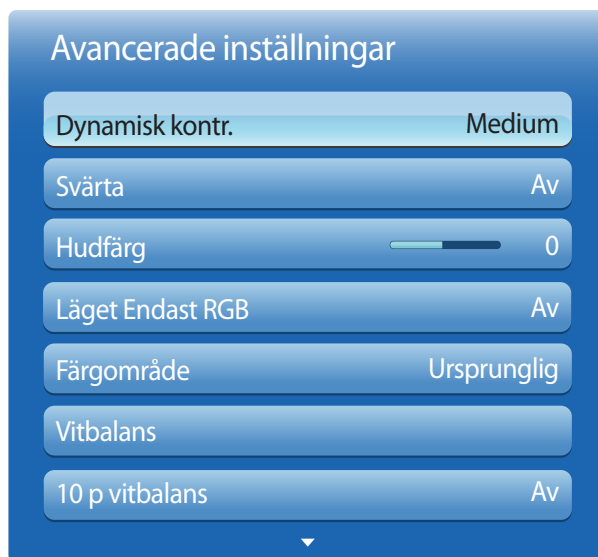 Avancerade inställningar
Dynamisk kontr. Medium
Svärta Av
Hudfärg 0
Läget Endast RGB Av
Färgområde Ursprunglig
Vitbalans
10 p vitbalans Av